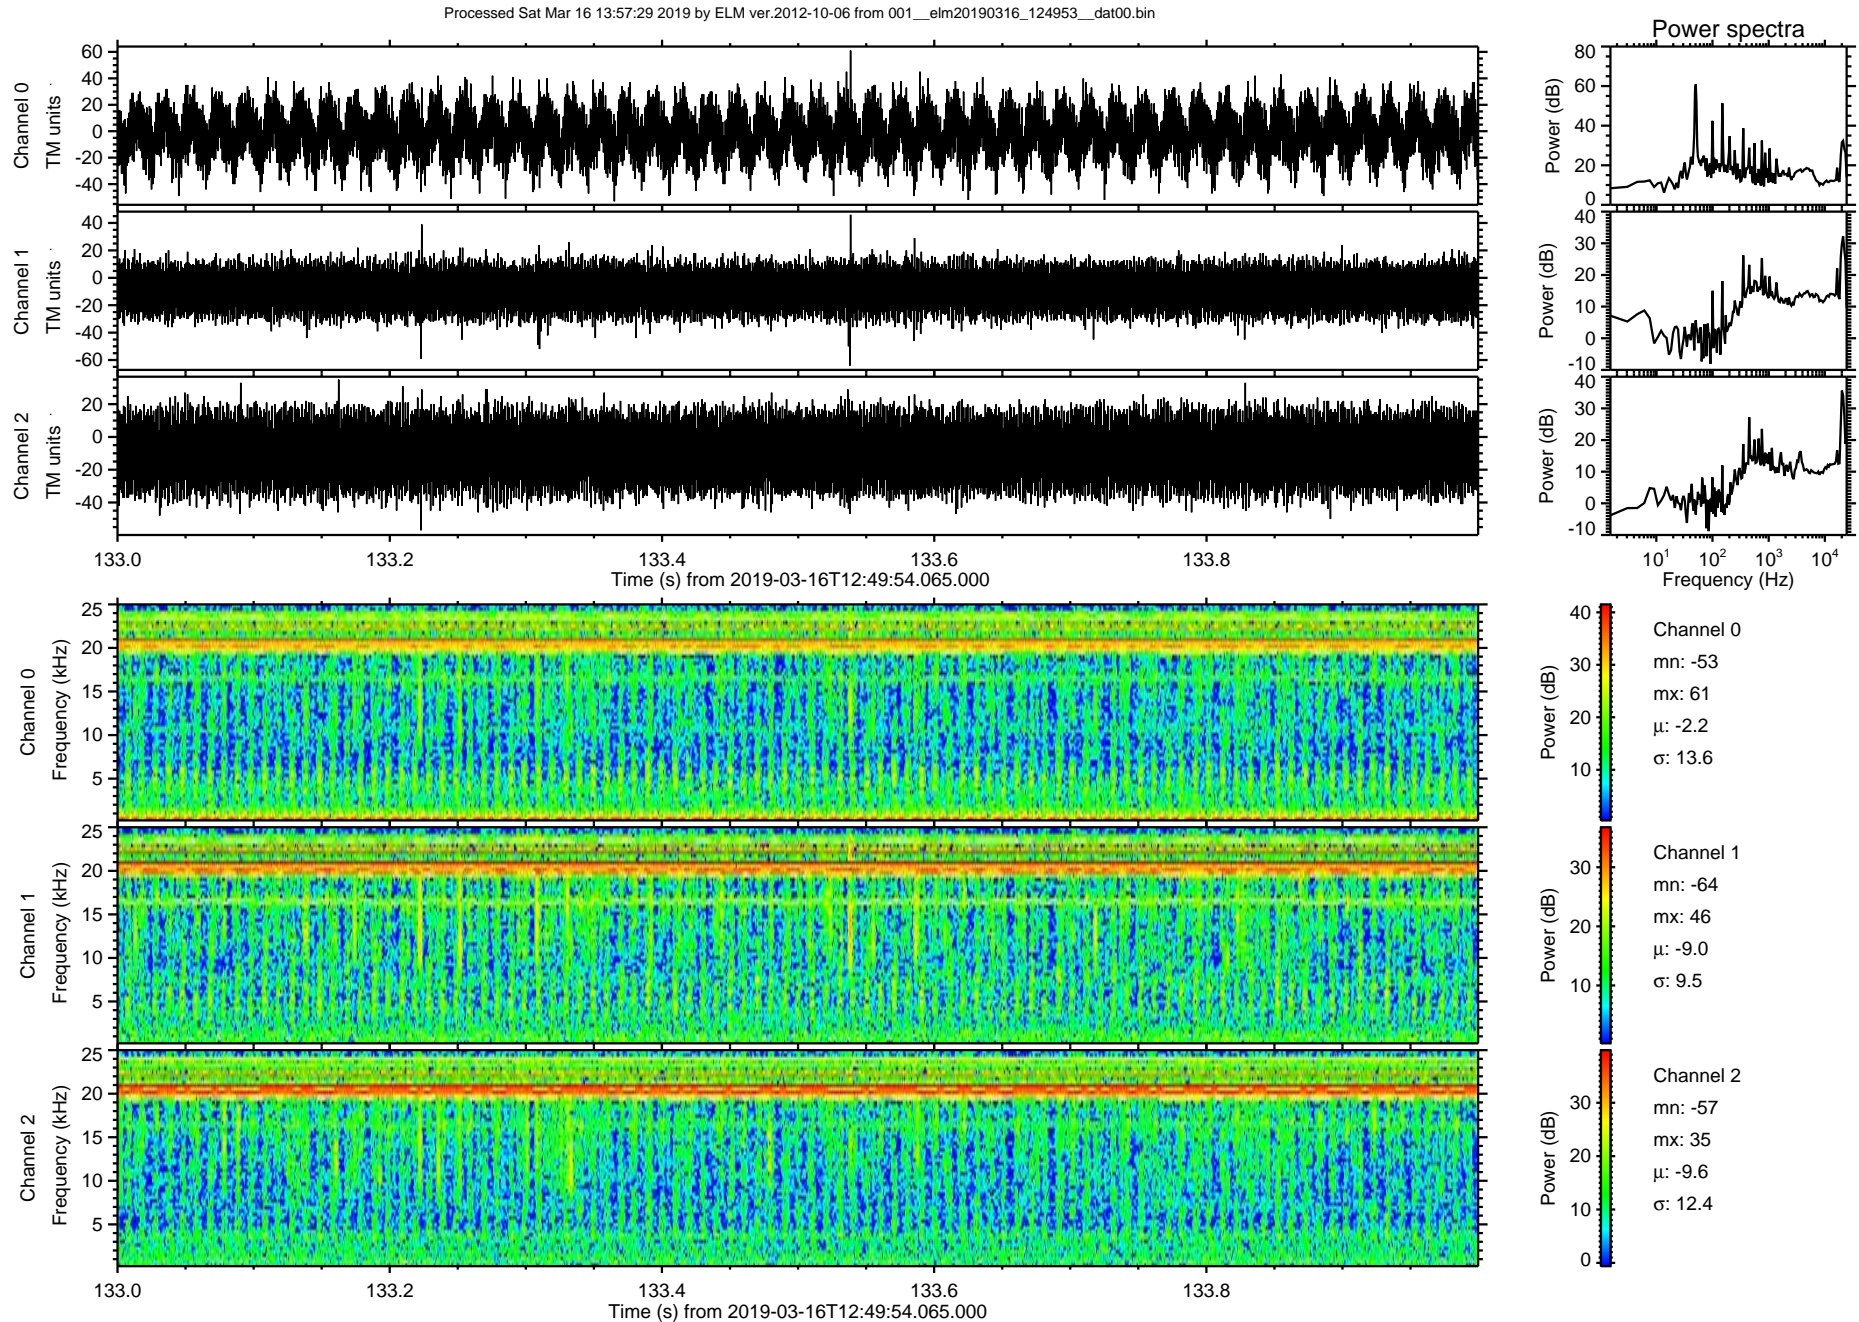 Processed Sat Mar 16 13:57:29 2019 by ELM ver.2012-10-06 from 001__elm20190316_124953__dat00.bin
Power spectra
Channel 0
TM units
60
40
20
0
-20
-40
Power (dB)
80
60
40
20
0
Channel 1
TM units
40
20
0
-20
-40
-60
Power (dB)
40
30
20
10
0
-10
Channel 2
TM units
20
0
-20
-40
Power (dB)
40
30
20
10
0
-10
133.0 133.2 133.4 133.6 133.8
Time (s) from 2019-03-16T12:49:54.065.000
10¹ 10² 10³ 10⁴
Frequency (Hz)
Channel 0
Frequency (kHz)
25
20
15
10
5
Power (dB)
40
30
20
10
Channel 0
mn: -53
mx: 61
µ: -2.2
σ: 13.6
Channel 1
Frequency (kHz)
25
20
15
10
5
Power (dB)
30
20
10
Channel 1
mn: -64
mx: 46
µ: -9.0
σ: 9.5
Channel 2
Frequency (kHz)
25
20
15
10
5
Power (dB)
30
20
10
0
Channel 2
mn: -57
mx: 35
µ: -9.6
σ: 12.4
133.0 133.2 133.4 133.6 133.8
Time (s) from 2019-03-16T12:49:54.065.000